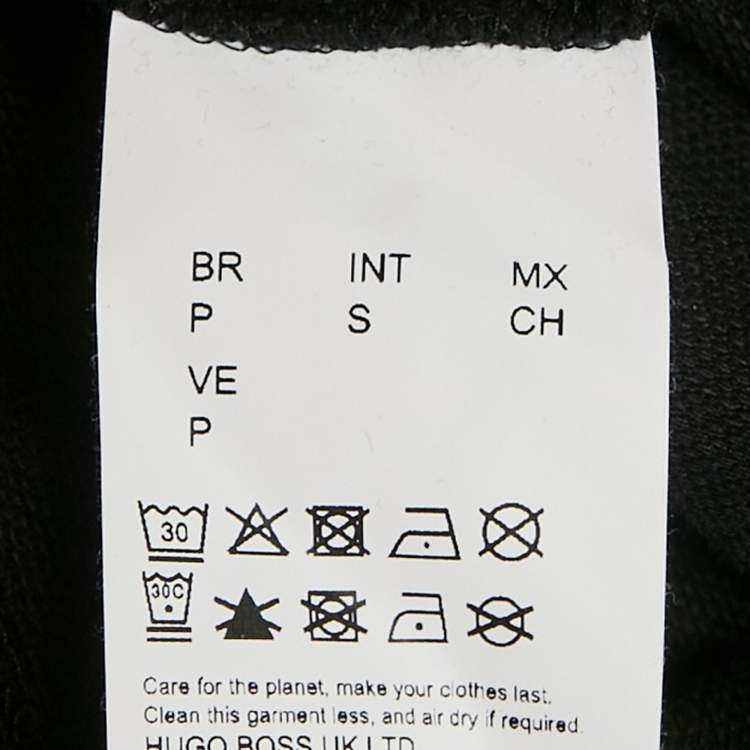 BR INT MX
P S CH
VE
P
30
30C
Care for the planet, make your clothes last.
Clean this garment less, and air dry if required.
HUGO BOSS UK LTD